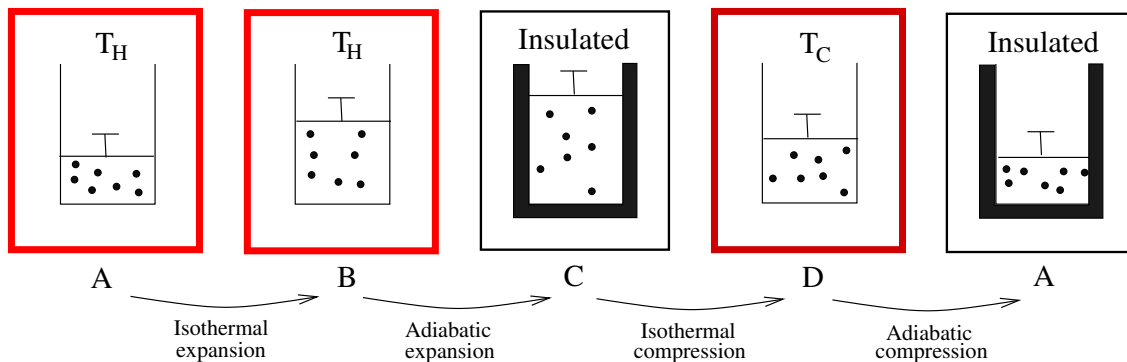 T_H
T_H
Insulated
T_C
Insulated
A
B
C
D
A
Isothermal
expansion
Adiabatic
expansion
Isothermal
compression
Adiabatic
compression